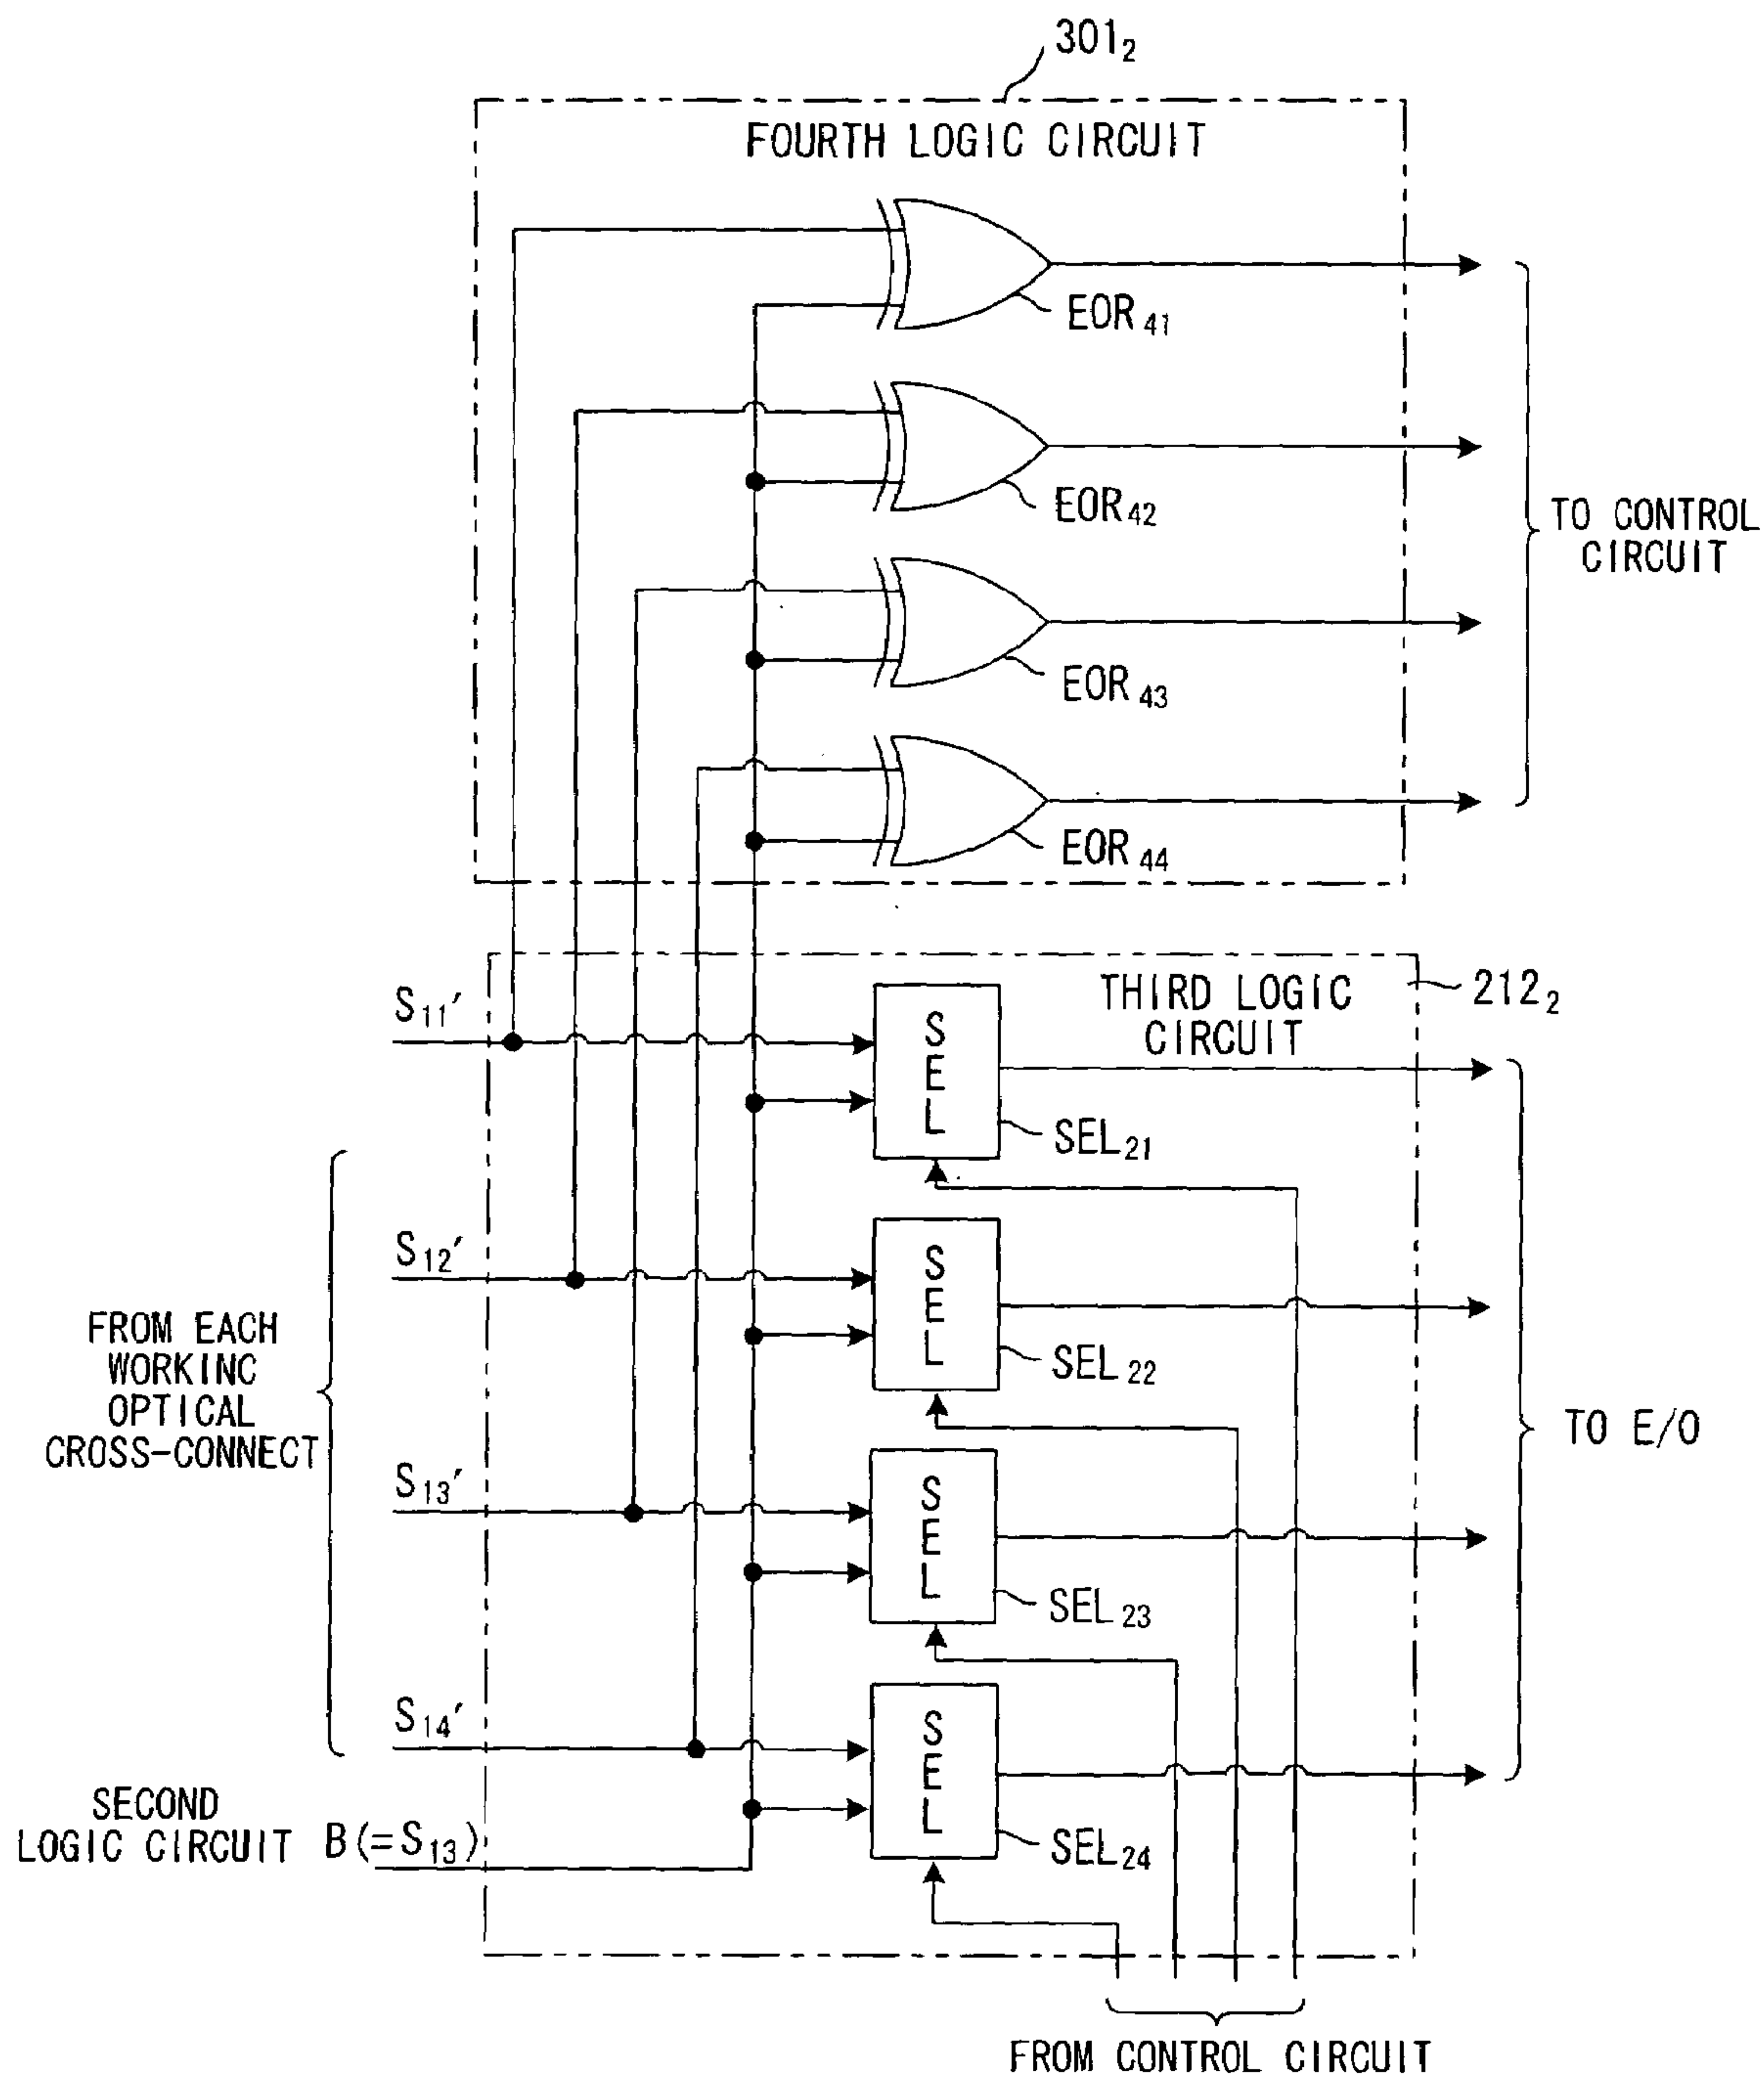 301₂
FOURTH LOGIC CIRCUIT
EOR₄₁
EOR₄₂
EOR₄₃
EOR₄₄
TO CONTROL
CIRCUIT
THIRD LOGIC
CIRCUIT
212₂
S₁₁′
SEL
SEL₂₁
S₁₂′
SEL
SEL₂₂
FROM EACH
WORKINC
OPTICAL
CROSS-CONNECT
S₁₃′
SEL
SEL₂₃
TO E/O
S₁₄′
SEL
SEL₂₄
SECOND
LOGIC CIRCUIT B(=S₁₃)
FROM CONTROL CIRCUIT